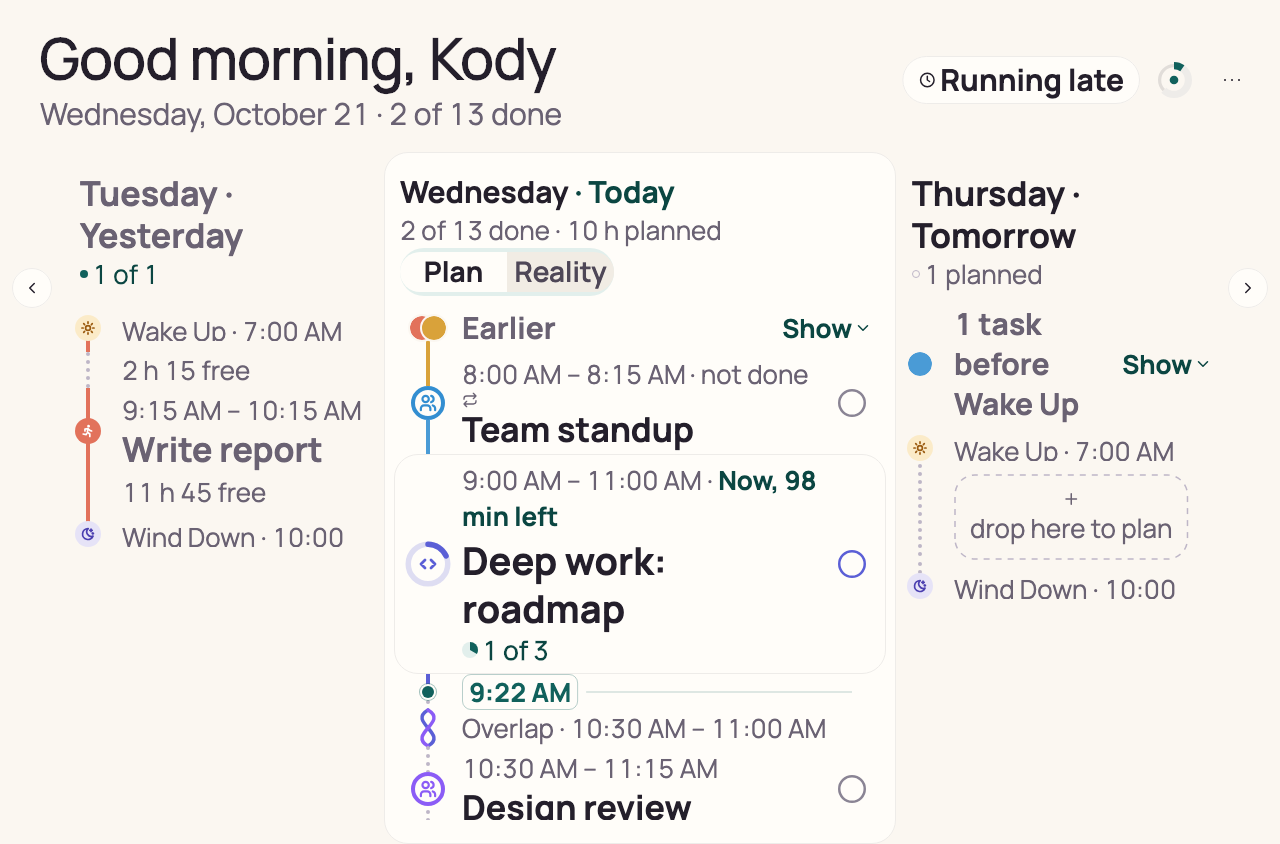 Good morning, Kody
Wednesday, October 21 · 2 of 13 done
Running late
Tuesday ·
Yesterday
1 of 1
Wake Up · 7:00 AM
2 h 15 free
9:15 AM – 10:15 AM
Write report
11 h 45 free
Wind Down · 10:00
Wednesday · Today
2 of 13 done · 10 h planned
Plan Reality
Earlier Show
8:00 AM – 8:15 AM · not done
Team standup
9:00 AM – 11:00 AM · Now, 98
min left
Deep work:
roadmap
1 of 3
9:22 AM
Overlap · 10:30 AM – 11:00 AM
10:30 AM – 11:15 AM
Design review
Thursday ·
Tomorrow
1 planned
1 task
before
Wake Up
Show
Wake Up · 7:00 AM
+
drop here to plan
Wind Down · 10:00